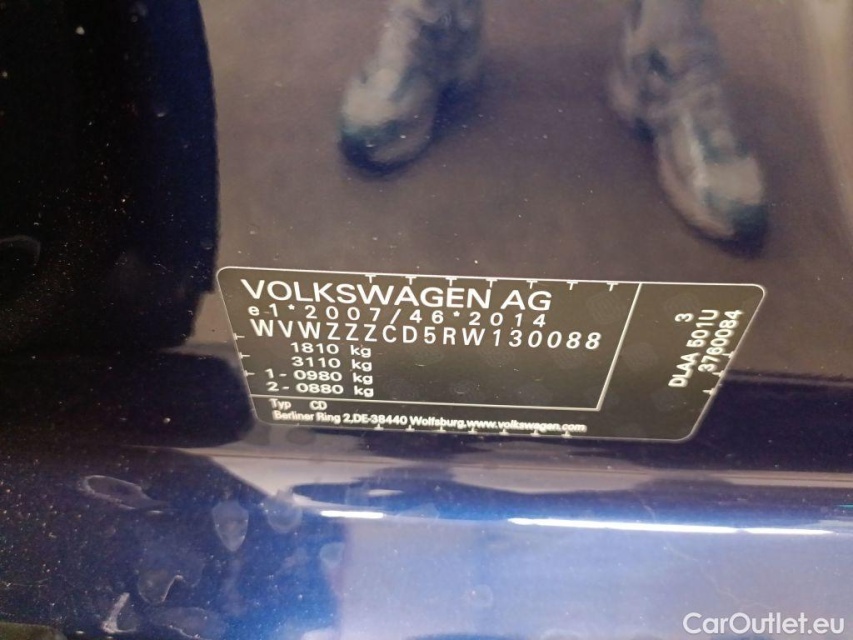 VOLKSWAGEN AG
e1*2007/46*2014
WVWZZZCD5RW130088
1810 kg
3110 kg
1 - 0980 kg
2 - 0880 kg
Typ CD
Berliner Ring 2,DE-38440 Wolfsburg,www.volkswagen.com
3
DLAA 501U
3760084
CarOutlet.eu